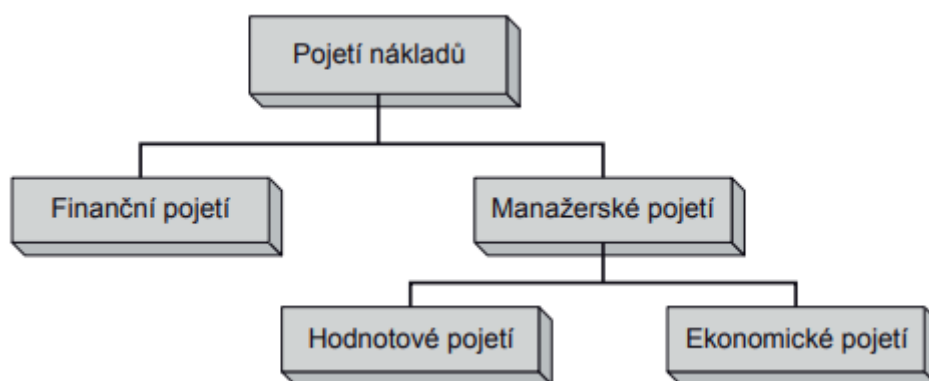 Pojetí nákladů
Finanční pojetí
Manažerské pojetí
Hodnotové pojetí
Ekonomické pojetí